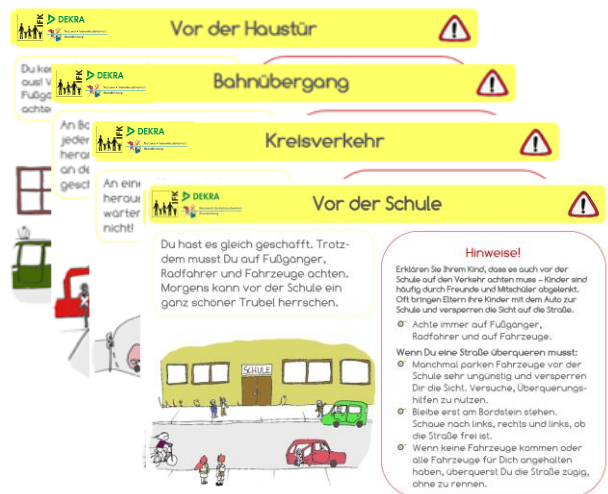 IFK
DEKRA
Vor der Haustür
Du
aus!
achte
IFK
DEKRA
Bahnübergang
An
jeder
hera
an de
gesc
IFK
DEKRA
Kreisverkehr
An ein
heraus
warte
nicht!
IFK
DEKRA
Vor der Schule
Du hast es gleich geschafft. Trotz-
dem musst Du auf Fußgänger,
Radfahrer und Fahrzeuge achten.
Morgens kann vor der Schule ein
ganz schöner Trubel herrschen.
SCHULE
Hinweise!
Erklären Sie Ihrem Kind, dass es auch vor der
Schule auf den Verkehr achten muss – Kinder sind
häufig durch Freunde und Mitschüler abgelenkt.
Oft bringen Eltern ihre Kinder mit dem Auto zur
Schule und versperren die Sicht auf die Straße.
Achte immer auf Fußgänger,
Radfahrer und auf Fahrzeuge.
Wenn Du eine Straße überqueren musst:
Manchmal parken Fahrzeuge vor der
Schule sehr ungünstig und versperren
Dir die Sicht. Versuche, Überquerungs-
hilfen zu nutzen.
Bleibe erst am Bordstein stehen.
Schaue nach links, rechts und links, ob
die Straße frei ist.
Wenn keine Fahrzeuge kommen oder
alle Fahrzeuge für Dich angehalten
haben, überquerst Du die Straße zügig,
ohne zu rennen.